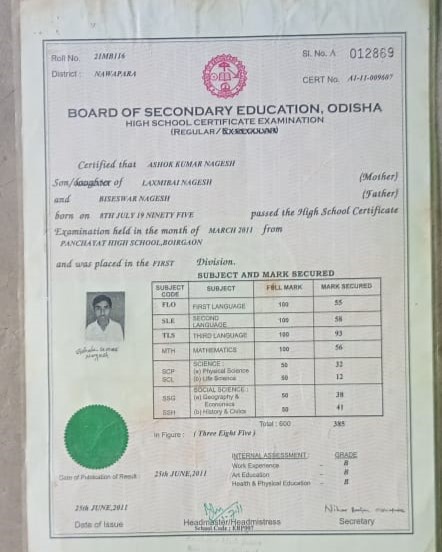 Roll No. 21MB116
Sl. No. A 012869
District : NAWAPARA
CERT No. A1-11-009607
BOARD OF SECONDARY EDUCATION, ODISHA
HIGH SCHOOL CERTIFICATE EXAMINATION
(REGULAR/EX-REGULAR)
Certified that ASHOK KUMAR NAGESH
Son/daughter of LAXMIBAI NAGESH (Mother)
and BISESWAR NAGESH (Father)
born on 8TH JULY 19 NINETY FIVE passed the High School Certificate
Examination held in the month of MARCH 2011 from
PANCHAYAT HIGH SCHOOL,BOIRGAON
and was placed in the FIRST Division.
SUBJECT AND MARK SECURED
SUBJECT CODE SUBJECT FULL MARK MARK SECURED
FLO FIRST LANGUAGE 100 55
SLE SECOND LANGUAGE 100 58
TLS THIRD LANGUAGE 100 93
MTH MATHEMATICS 100 56
SCIENCE :
SCP (a) Physical Science 50 32
SCL (b) Life Science 50 12
SOCIAL SCIENCE :
SSG (a) Geography & Economics 50 38
SSH (b) History & Civics 50 41
Total : 600 385
In Figure : ( Three Eight Five )
INTERNAL ASSESSMENT : GRADE
Work Experience - B
Art Education - B
Health & Physical Education - B
Date of Publication of Result : 25th JUNE,2011
25th JUNE,2011
Date of Issue
Headmaster/Headmistress
Secretary